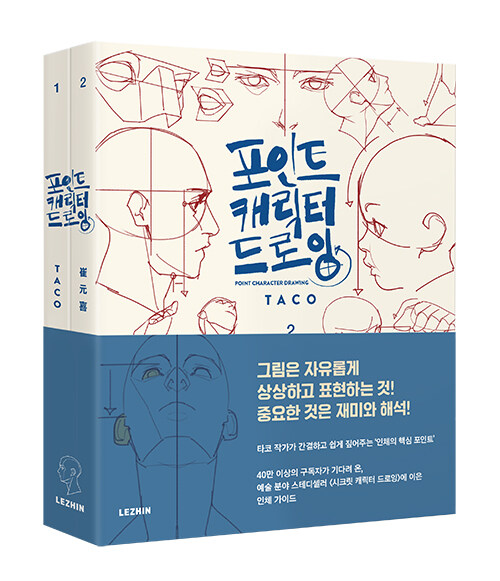 1
포인트
캐릭터
드로잉
TACO
LEZHIN
2
崔元喜
포인트
캐릭터
드로잉
POINT CHARACTER DRAWING
TACO
2
그림은 자유롭게
상상하고 표현하는 것!
중요한 것은 재미와 해석!
타코 작가가 간결하고 쉽게 짚어주는 '인체의 핵심 포인트'
40만 이상의 구독자가 기다려 온,
예술 분야 스테디셀러 〈시크릿 캐릭터 드로잉〉에 이은
인체 가이드
LEZHIN